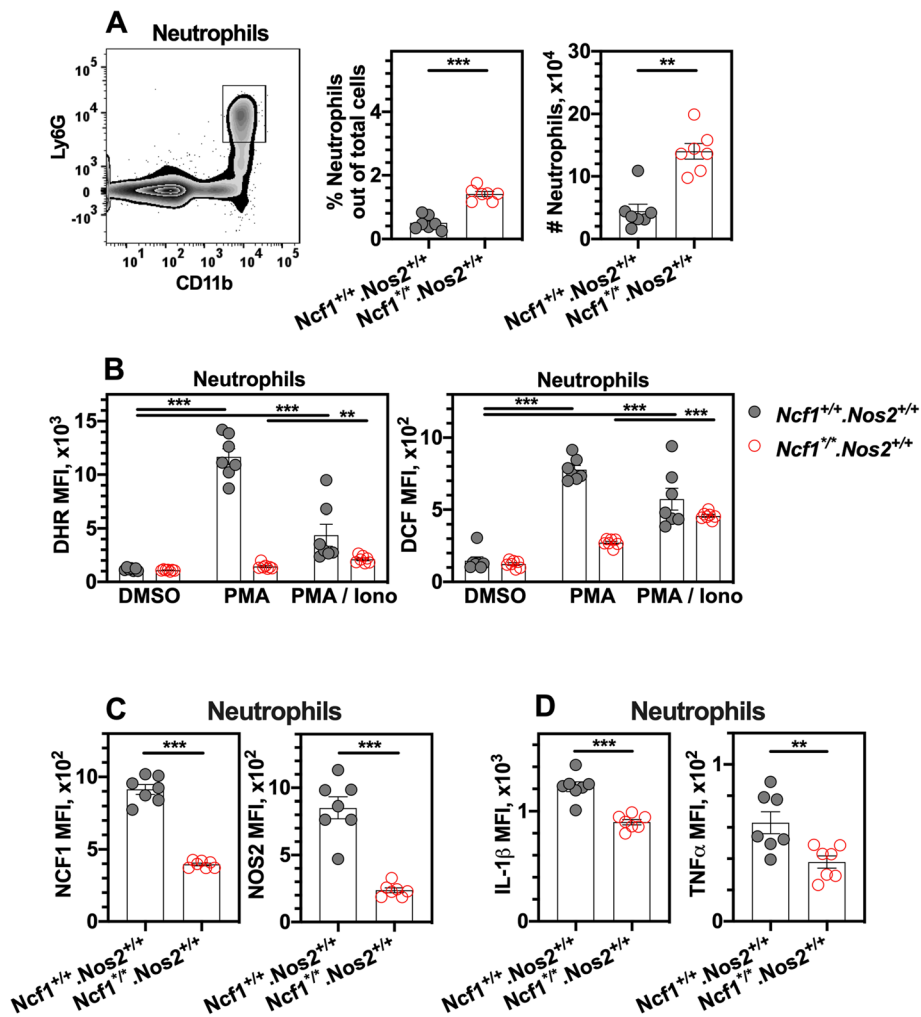 A
Neutrophils
Ly6G
10^5
10^4
10^3
0
-10^3
10^1 10^2 10^3 10^4 10^5
CD11b
% Neutrophils
out of total cells
4
2
0
***
Ncf1+/+.Nos2+/+
Ncf1*/*.Nos2+/+
# Neutrophils, x10^4
30
20
10
0
**
Ncf1+/+.Nos2+/+
Ncf1*/*.Nos2+/+
B
Neutrophils
DHR MFI, x10^3
15
10
5
0
*** *** **
DMSO PMA PMA / Iono
Neutrophils
DCF MFI, x10^2
10
5
0
*** *** ***
DMSO PMA PMA / Iono
Ncf1+/+.Nos2+/+
Ncf1*/*.Nos2+/+
C
Neutrophils
NCF1 MFI, x10^2
10
5
0
***
Ncf1+/+.Nos2+/+
Ncf1*/*.Nos2+/+
NOS2 MFI, x10^2
10
5
0
***
Ncf1+/+.Nos2+/+
Ncf1*/*.Nos2+/+
D
Neutrophils
IL-1β MFI, x10^3
1
0
***
Ncf1+/+.Nos2+/+
Ncf1*/*.Nos2+/+
TNFα MFI, x10^2
1
0
**
Ncf1+/+.Nos2+/+
Ncf1*/*.Nos2+/+